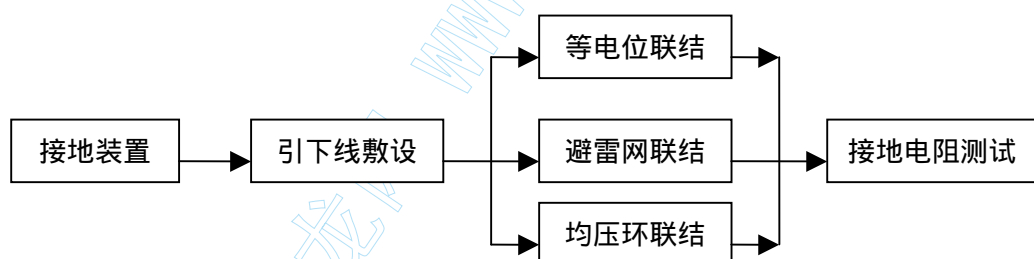 等电位联结
接地装置
引下线敷设
避雷网联结
接地电阻测试
均压环联结